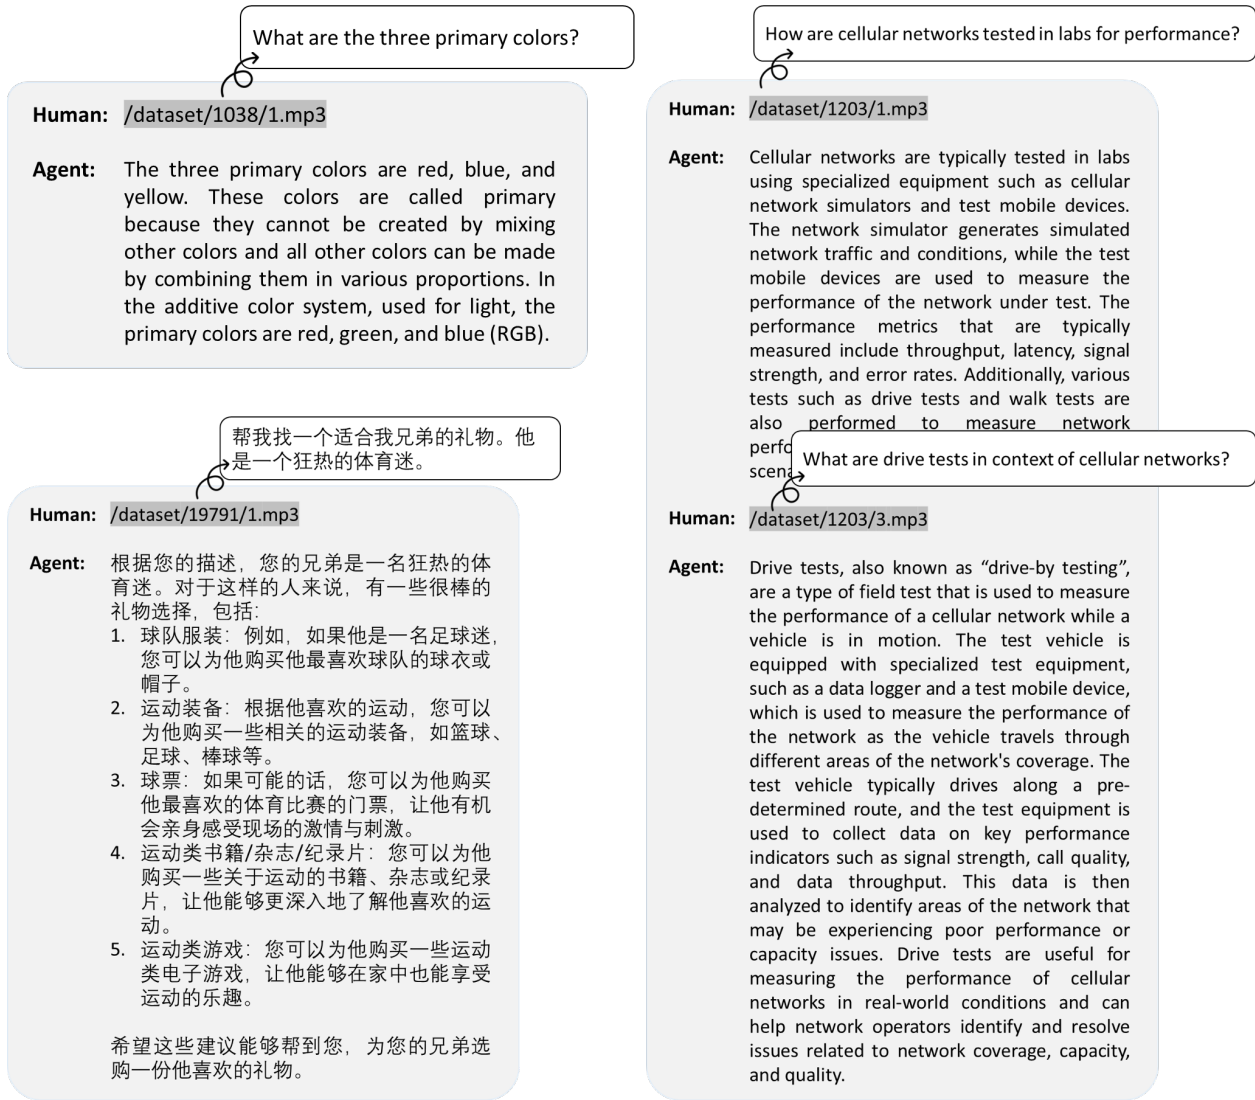 What are the three primary colors?
Human: /dataset/1038/1.mp3
Agent: The three primary colors are red, blue, and
yellow. These colors are called primary
because they cannot be created by mixing
other colors and all other colors can be made
by combining them in various proportions. In
the additive color system, used for light, the
primary colors are red, green, and blue (RGB).
帮我找一个适合我兄弟的礼物。他
是一个狂热的体育迷。
Human: /dataset/19791/1.mp3
Agent: 根据您的描述，您的兄弟是一名狂热的体
育迷。对于这样的人来说，有一些很棒的
礼物选择，包括：
1. 球队服装：例如，如果他是一名足球迷，
您可以为他购买他最喜欢球队的球衣或
帽子。
2. 运动装备：根据他喜欢的运动，您可以
为他购买一些相关的运动装备，如篮球、
足球、棒球等。
3. 球票：如果可能的话，您可以为他购买
他最喜欢的体育比赛的门票，让他有机
会亲身感受现场的激情与刺激。
4. 运动类书籍/杂志/纪录片：您可以为他
购买一些关于运动的书籍、杂志或纪录
片，让他能够更深入地了解他喜欢的运
动。
5. 运动类游戏：您可以为他购买一些运动
类电子游戏，让他能够在家中也能享受
运动的乐趣。
希望这些建议能够帮到您，为您的兄弟选
购一份他喜欢的礼物。
How are cellular networks tested in labs for performance?
Human: /dataset/1203/1.mp3
Agent: Cellular networks are typically tested in labs
using specialized equipment such as cellular
network simulators and test mobile devices.
The network simulator generates simulated
network traffic and conditions, while the test
mobile devices are used to measure the
performance of the network under test. The
performance metrics that are typically
measured include throughput, latency, signal
strength, and error rates. Additionally, various
tests such as drive tests and walk tests are
also performed to measure network
What are drive tests in context of cellular networks?
Human: /dataset/1203/3.mp3
Agent: Drive tests, also known as “drive-by testing”,
are a type of field test that is used to measure
the performance of a cellular network while a
vehicle is in motion. The test vehicle is
equipped with specialized test equipment,
such as a data logger and a test mobile device,
which is used to measure the performance of
the network as the vehicle travels through
different areas of the network's coverage. The
test vehicle typically drives along a pre-
determined route, and the test equipment is
used to collect data on key performance
indicators such as signal strength, call quality,
and data throughput. This data is then
analyzed to identify areas of the network that
may be experiencing poor performance or
capacity issues. Drive tests are useful for
measuring the performance of cellular
networks in real-world conditions and can
help network operators identify and resolve
issues related to network coverage, capacity,
and quality.